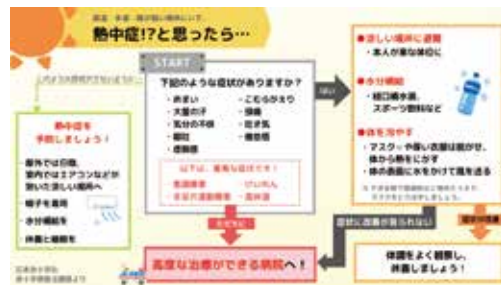 熱中症!?と思ったら…
START
下記のような症状がありますか？
・めまい
・大量の汗
・気分の不快
・嘔吐
・倦怠感
・こむらがえり
・頭痛
・吐き気
以下は、重篤な症状です！
・意識障害
・けいれん
・高体温
はい
●涼しい場所に避難
・本人が楽な体位に
●水分補給
・経口補水液、
スポーツ飲料など
●体を冷やす
・マスクや厚い衣服は脱がせ、
体から熱をにがす
・体の表面に水をかけて風を送る
熱中症を
予防しましょう！
・屋外では日陰、
室内ではエアコンなどが
効いた涼しい場所へ
・帽子を着用
・水分補給を
・休養と睡眠を
症状に改善が見られない
高度な治療ができる病院へ！
体調をよく観察し、
休養しましょう！